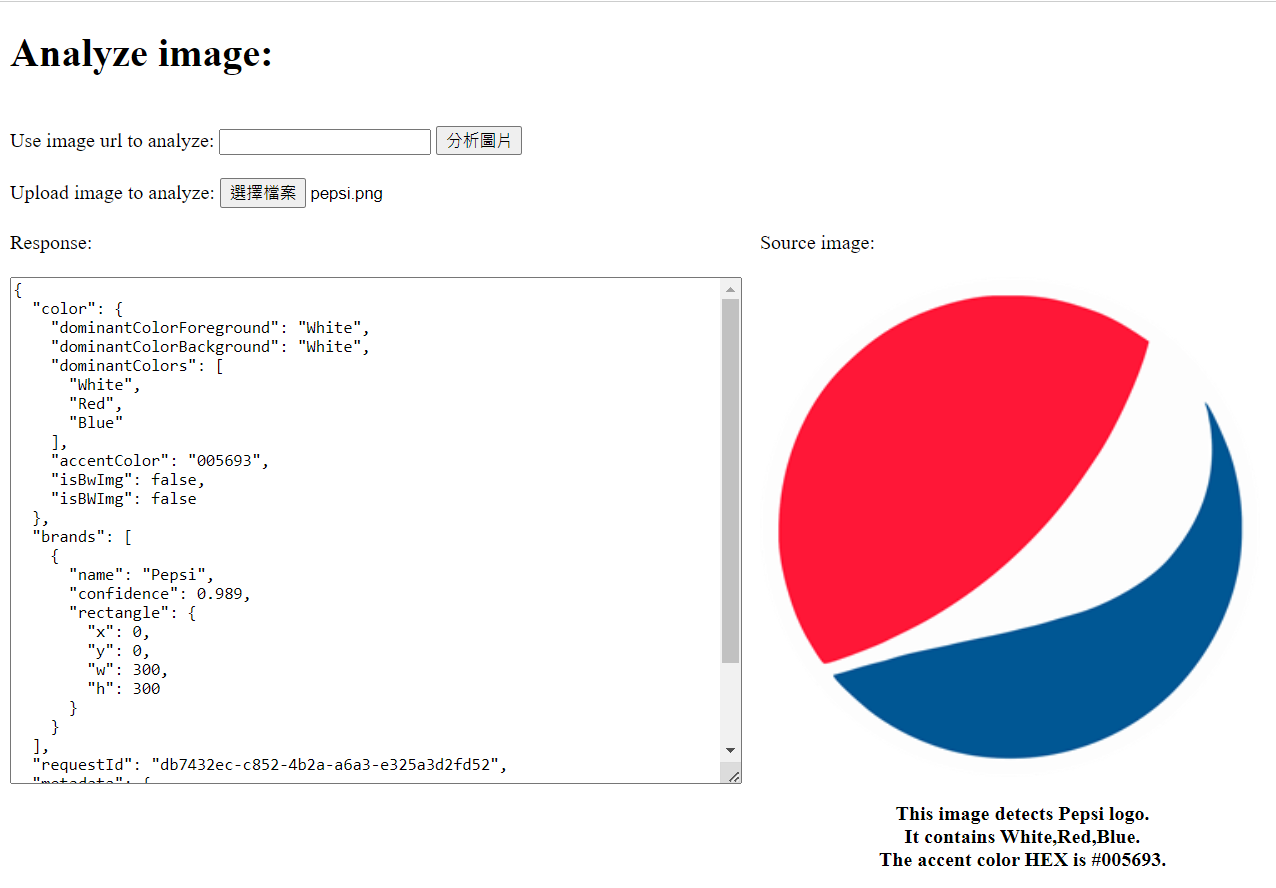 Analyze image:
Use image url to analyze: 分析圖片
Upload image to analyze: 選擇檔案 pepsi.png
Response:
Source image:
{
  "color": {
    "dominantColorForeground": "White",
    "dominantColorBackground": "White",
    "dominantColors": [
      "White",
      "Red",
      "Blue"
    ],
    "accentColor": "005693",
    "isBwImg": false,
    "isBWImg": false
  },
  "brands": [
    {
      "name": "Pepsi",
      "confidence": 0.989,
      "rectangle": {
        "x": 0,
        "y": 0,
        "w": 300,
        "h": 300
      }
    }
  ],
  "requestId": "db7432ec-c852-4b2a-a6a3-e325a3d2fd52",
  "metadata": {
This image detects Pepsi logo.
It contains White,Red,Blue.
The accent color HEX is #005693.